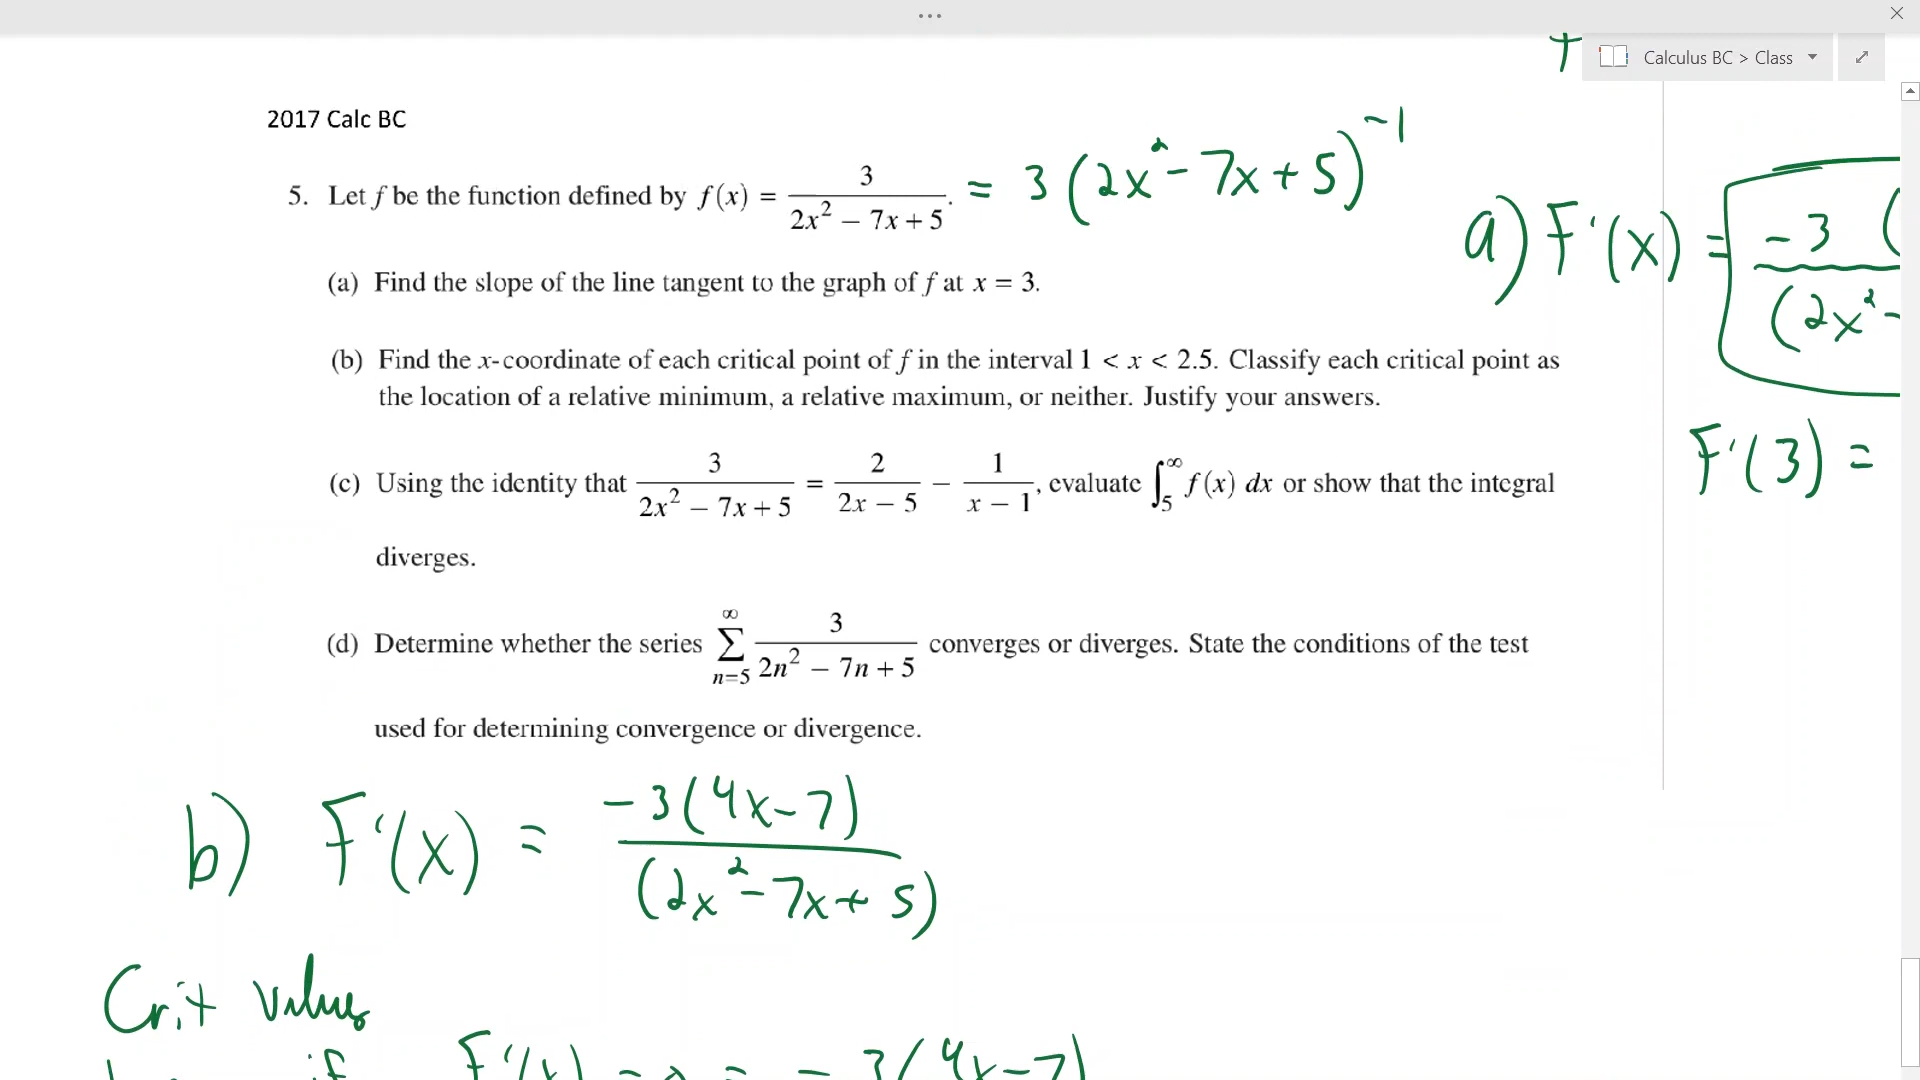 Calculus BC > Class
2017 Calc BC
5. Let f be the function defined by f(x) = 3/(2x² − 7x + 5). = 3(2x² - 7x + 5)⁻¹
a) F'(x) = -3 (
(2x² -
(a) Find the slope of the line tangent to the graph of f at x = 3.
(b) Find the x-coordinate of each critical point of f in the interval 1 < x < 2.5. Classify each critical point as
the location of a relative minimum, a relative maximum, or neither. Justify your answers.
F'(3) =
(c) Using the identity that 3/(2x² − 7x + 5) = 2/(2x − 5) − 1/(x − 1), evaluate ∫₅^∞ f(x) dx or show that the integral
diverges.
(d) Determine whether the series ∑_{n=5}^∞ 3/(2n² − 7n + 5) converges or diverges. State the conditions of the test
used for determining convergence or divergence.
b) F'(x) = -3(4x-7)/(2x² - 7x + 5)
Crit values
if F'(x) = 0 = -3(4x-7)